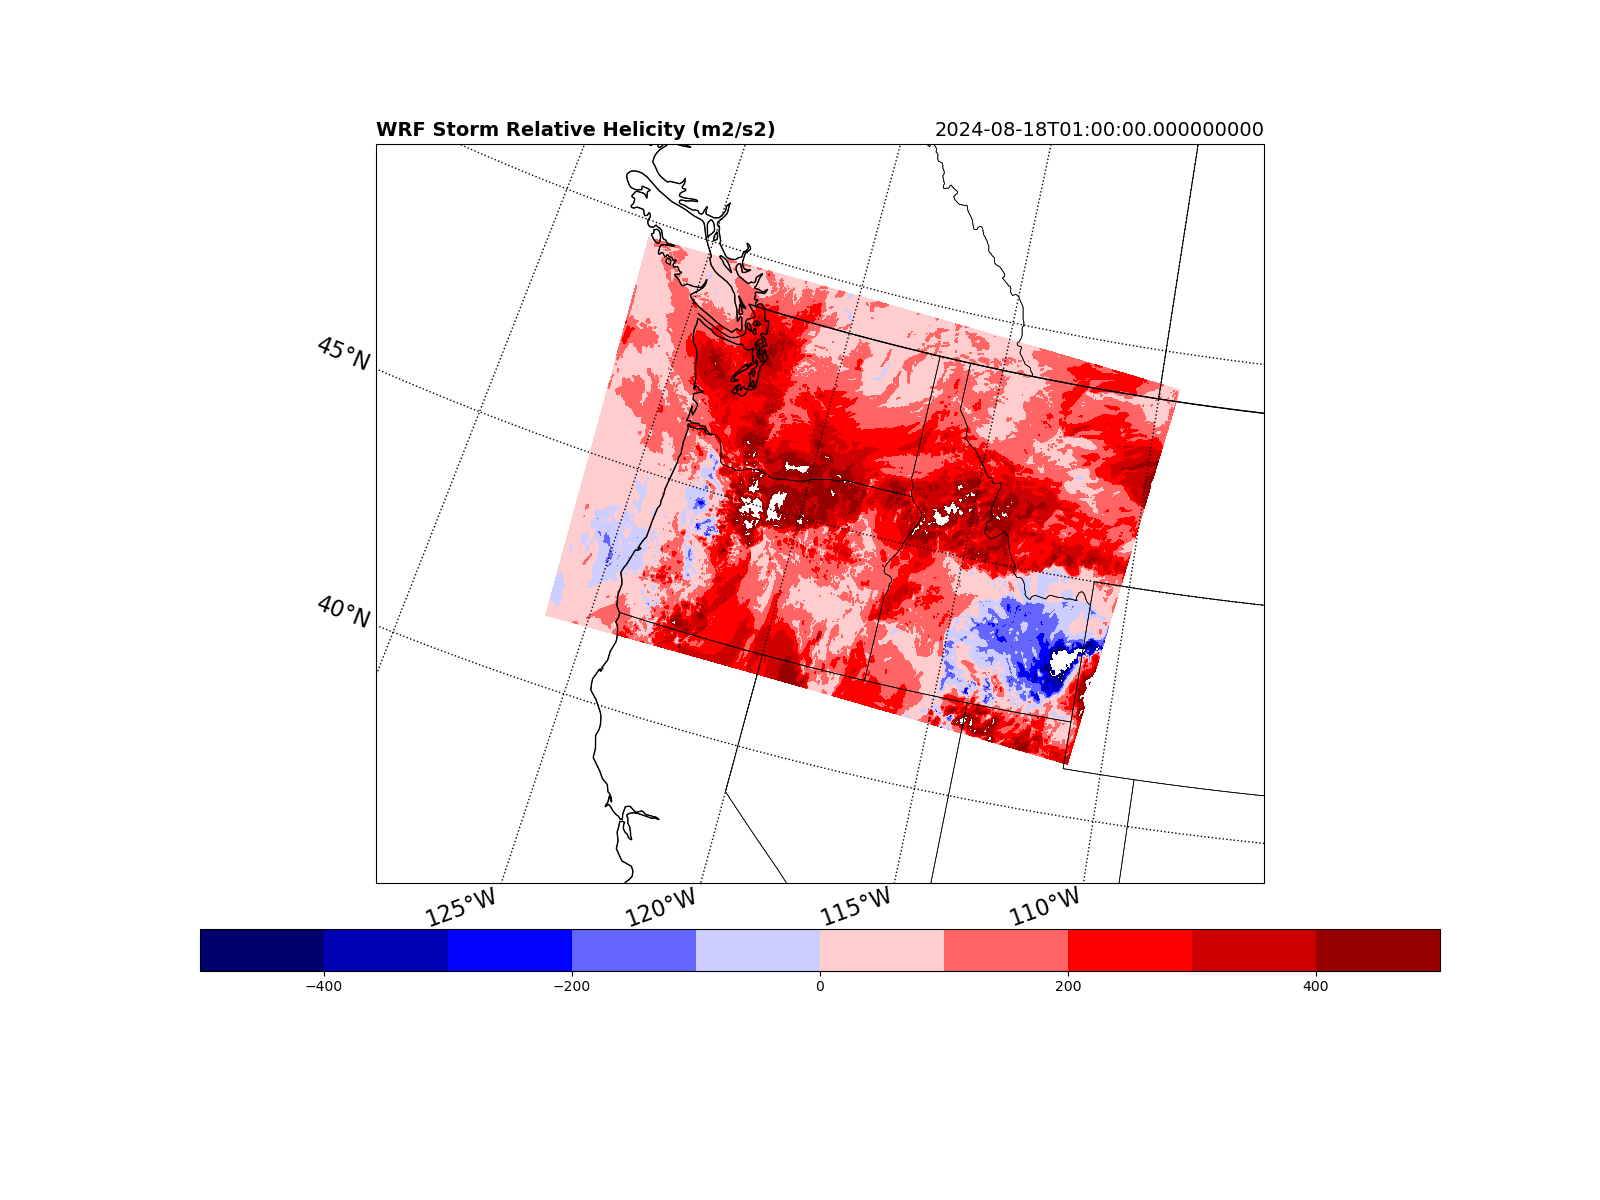 WRF Storm Relative Helicity (m2/s2)
2024-08-18T01:00:00.000000000
45°N
40°N
125°W
120°W
115°W
110°W
−400
−200
0
200
400